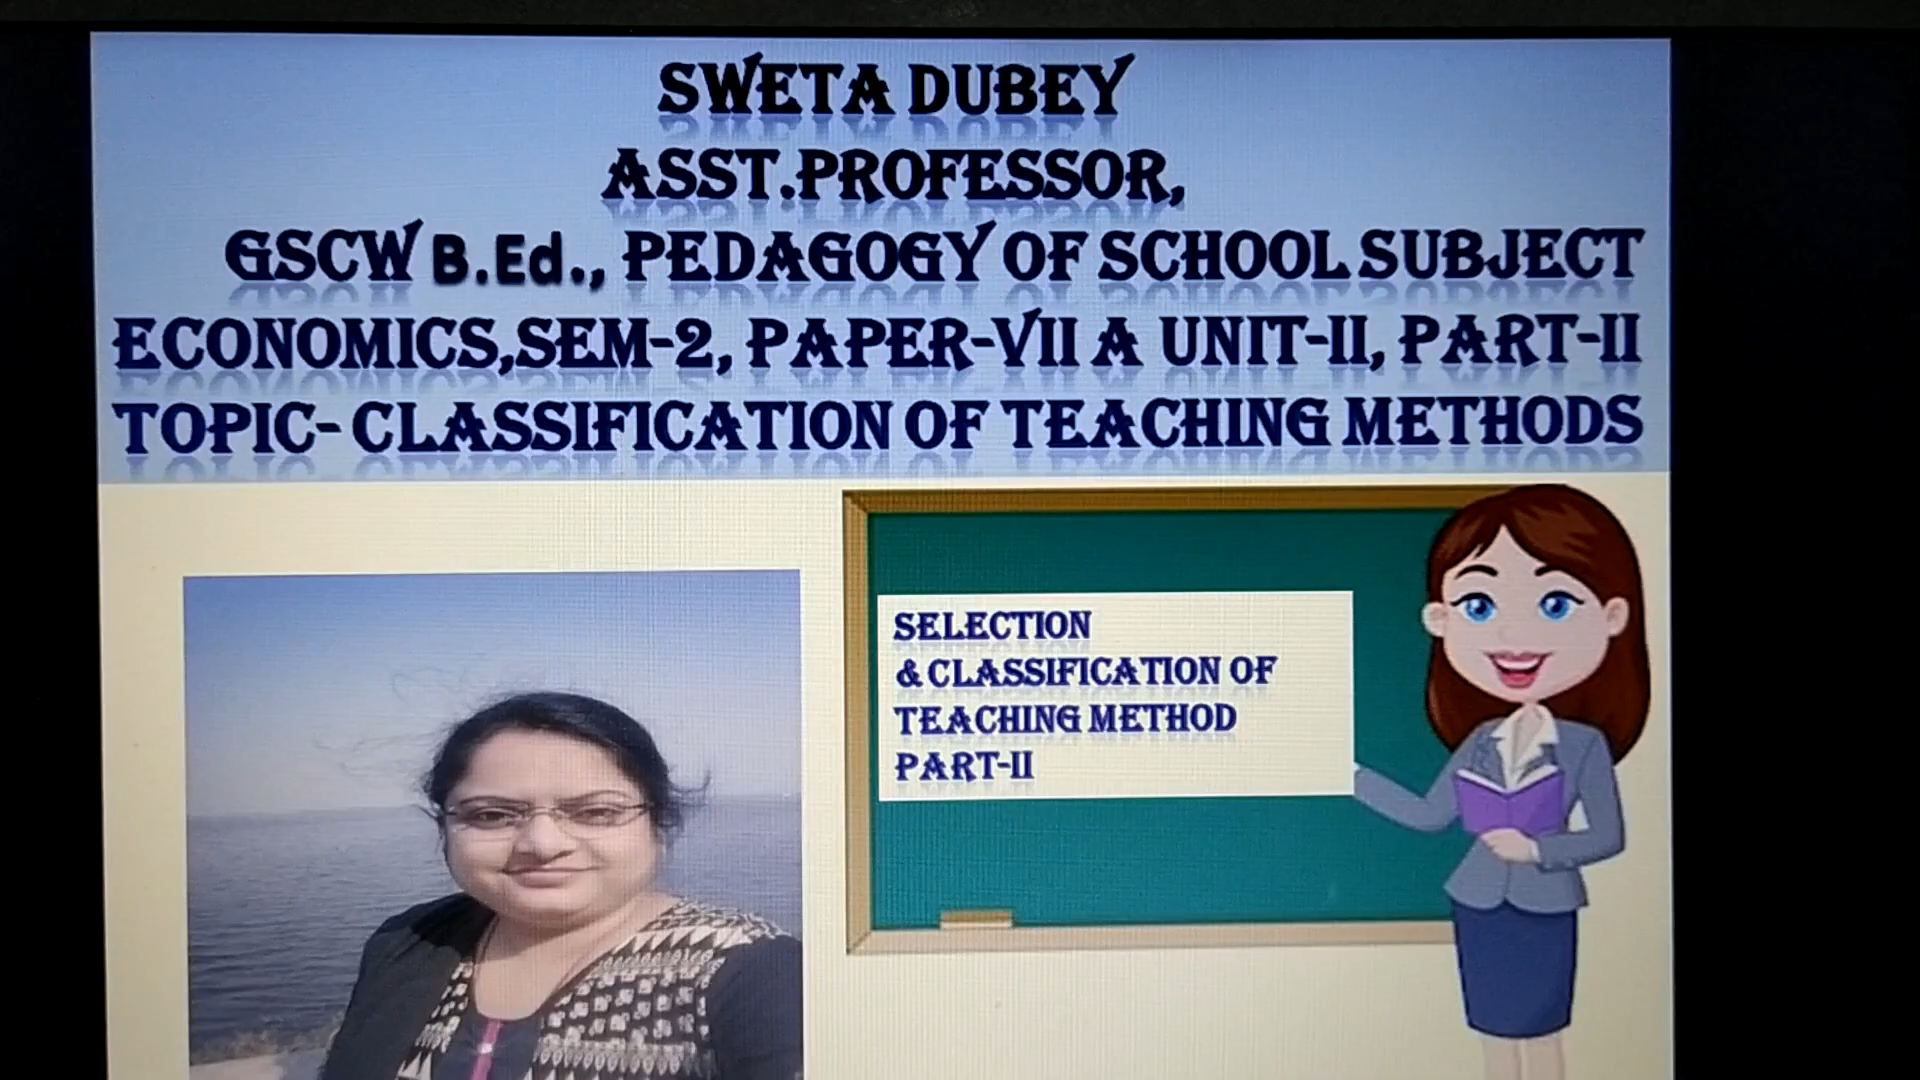 SWETA DUBEY
ASST.PROFESSOR,
GSCW B.Ed., PEDAGOGY OF SCHOOL SUBJECT
ECONOMICS,SEM-2, PAPER-VII A UNIT-II, PART-II
TOPIC- CLASSIFICATION OF TEACHING METHODS
SELECTION
& CLASSIFICATION OF
TEACHING METHOD
PART-II